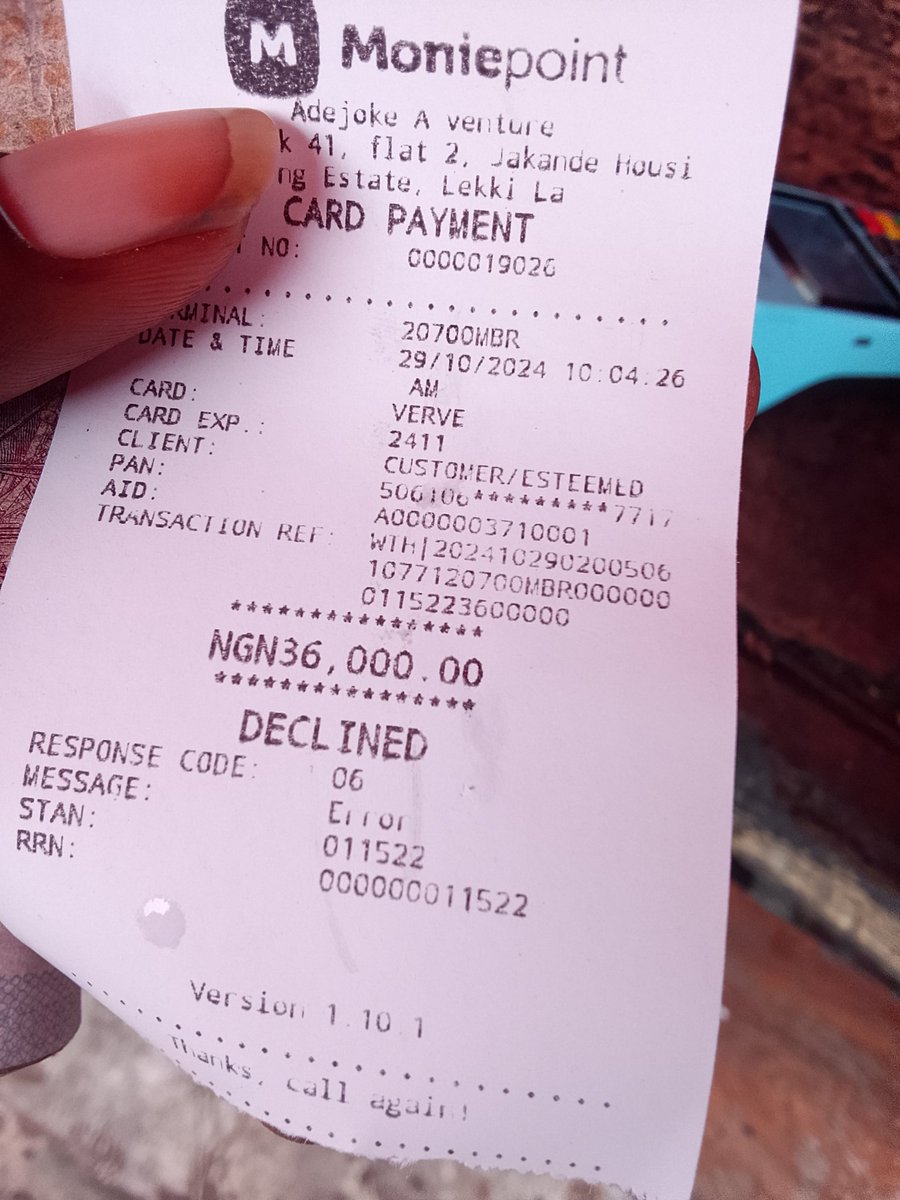 M Moniepoint
Adejoke A venture
k 41, flat 2, Jakande Housi
ng Estate, Lekki La
CARD PAYMENT
NO: 0000019026
RMINAL: 20700MBR
DATE & TIME 29/10/2024 10:04:26
AM
CARD: VERVE
CARD EXP.: 2411
CLIENT: CUSTOMER/ESTEEMED
PAN: 506106*********7717
AID: A0000003710001
TRANSACTION REF: WTH|202410290200506
1077120700MBR000000
0115223600000
****************
NGN36,000.00
****************
DECLINED
RESPONSE CODE: 06
MESSAGE: Error
STAN: 011522
RRN: 000000011522
Version 1.10.1
Thanks, call again!